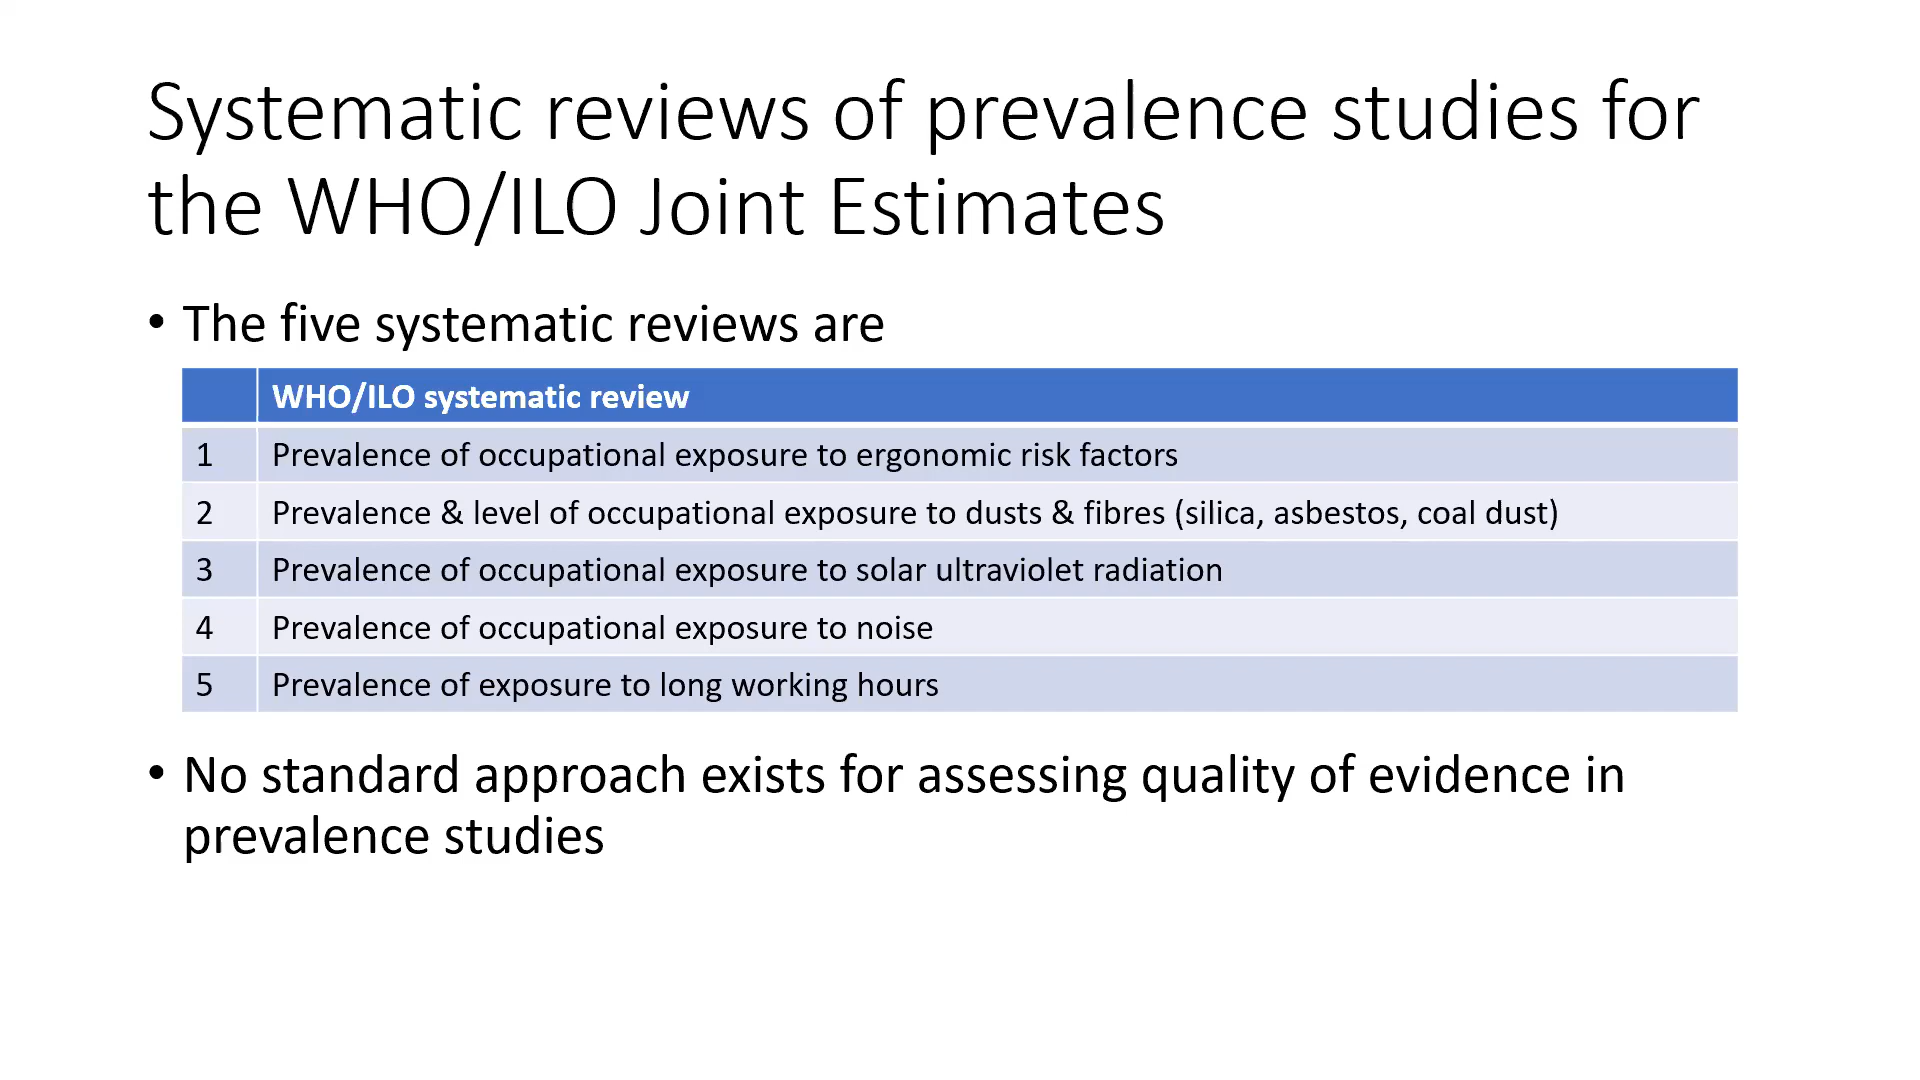 Systematic reviews of prevalence studies for
the WHO/ILO Joint Estimates
• The five systematic reviews are
WHO/ILO systematic review
1 Prevalence of occupational exposure to ergonomic risk factors
2 Prevalence & level of occupational exposure to dusts & fibres (silica, asbestos, coal dust)
3 Prevalence of occupational exposure to solar ultraviolet radiation
4 Prevalence of occupational exposure to noise
5 Prevalence of exposure to long working hours
• No standard approach exists for assessing quality of evidence in
prevalence studies